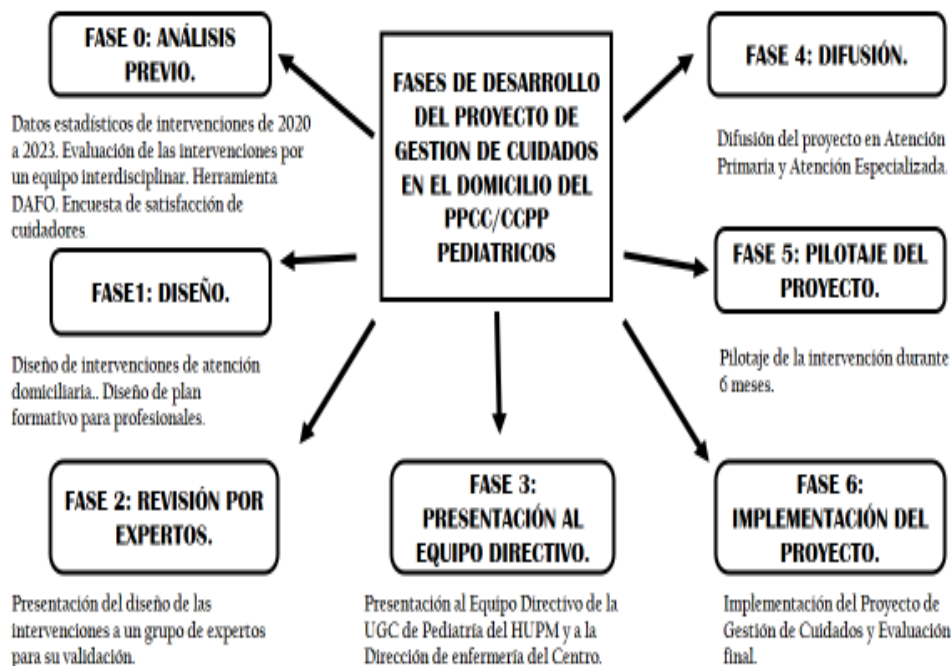 FASES DE DESARROLLO
DEL PROYECTO DE
GESTION DE CUIDADOS
EN EL DOMICILIO DEL
PPCC/CCPP
PEDIATRICOS
FASE 0: ANÁLISIS
PREVIO.
Datos estadísticos de intervenciones de 2020
a 2023. Evaluación de las intervenciones por
un equipo interdisciplinar. Herramienta
DAFO. Encuesta de satisfacción de
cuidadores.
FASE1: DISEÑO.
Diseño de intervenciones de atención
domiciliaria.. Diseño de plan
formativo para profesionales.
FASE 2: REVISIÓN POR
EXPERTOS.
Presentación del diseño de las
intervenciones a un grupo de expertos
para su validación.
FASE 3:
PRESENTACIÓN AL
EQUIPO DIRECTIVO.
Presentación al Equipo Directivo de la
UGC de Pediatría del HUPM y a la
Dirección de enfermería del Centro.
FASE 4: DIFUSIÓN.
Difusión del proyecto en Atención
Primaria y Atención Especializada.
FASE 5: PILOTAJE DEL
PROYECTO.
Pilotaje de la intervención durante
6 meses.
FASE 6:
IMPLEMENTACIÓN DEL
PROYECTO.
Implementación del Proyecto de
Gestión de Cuidados y Evaluación
final.